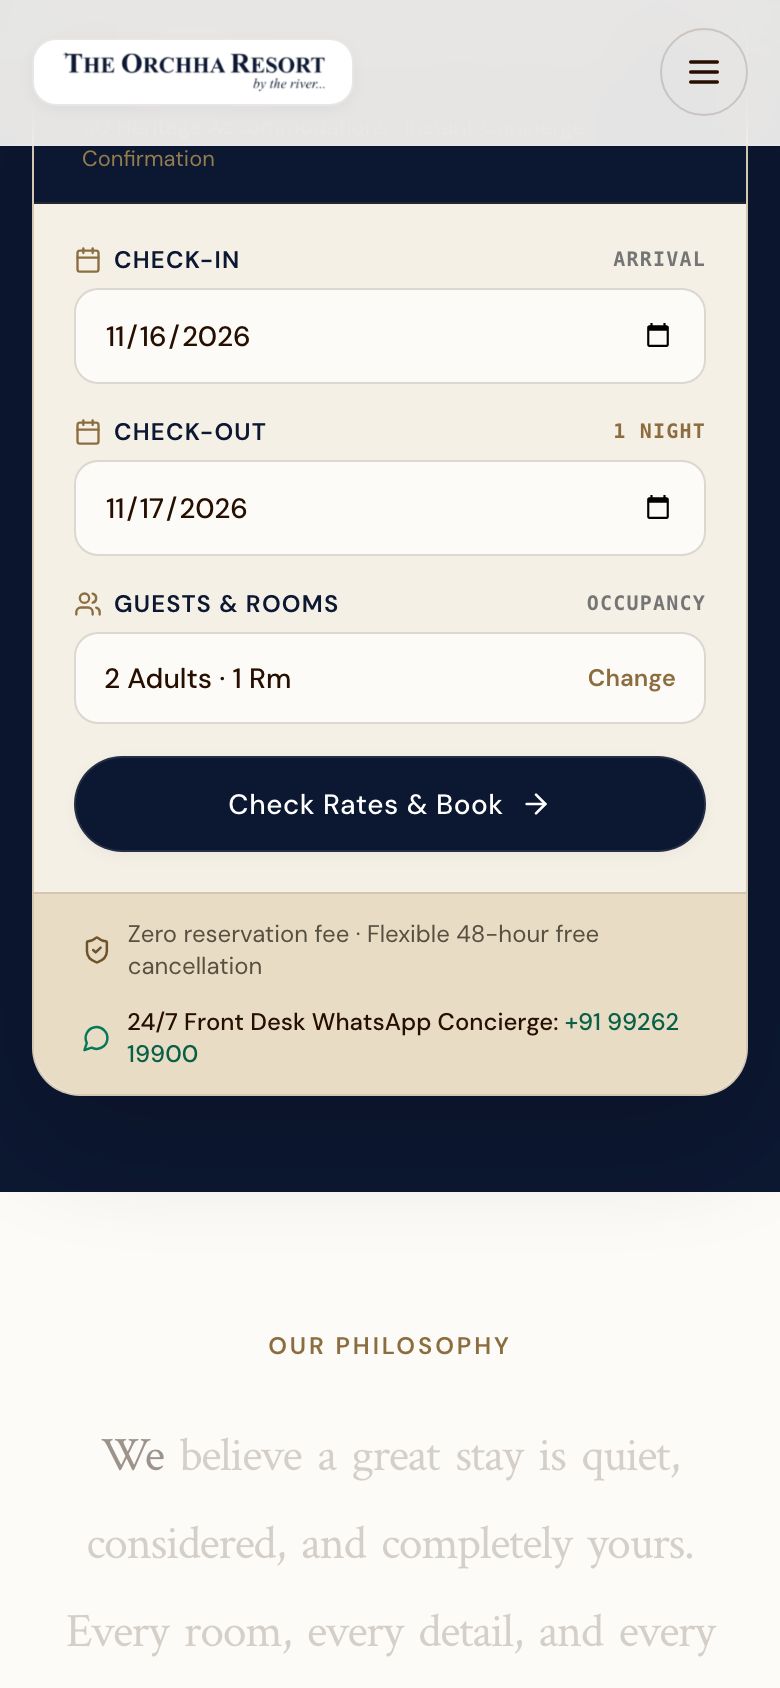 THE ORCHHA RESORT
by the river...
Confirmation
CHECK-IN ARRIVAL
11/16/2026
CHECK-OUT 1 NIGHT
11/17/2026
GUESTS & ROOMS OCCUPANCY
2 Adults · 1 Rm Change
Check Rates & Book →
Zero reservation fee · Flexible 48-hour free
cancellation
24/7 Front Desk WhatsApp Concierge: +91 99262
19900
OUR PHILOSOPHY
We believe a great stay is quiet,
considered, and completely yours.
Every room, every detail, and every